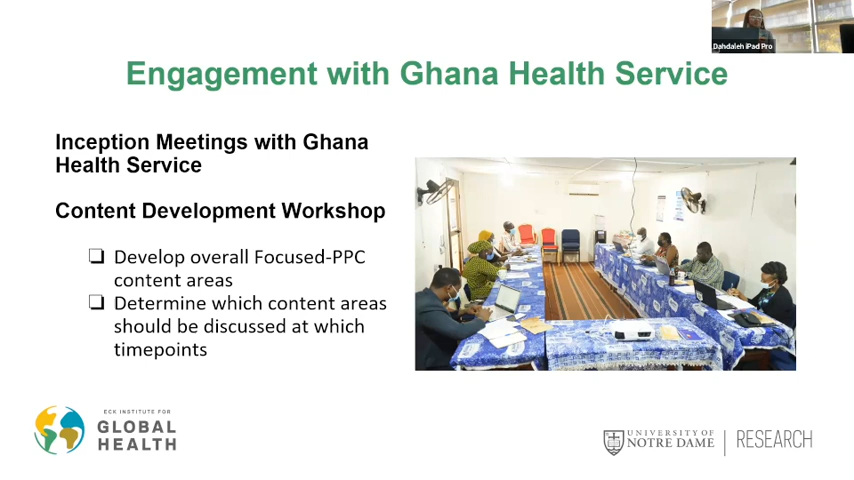 Dahdaleh iPad Pro
Engagement with Ghana Health Service
Inception Meetings with Ghana
Health Service
Content Development Workshop
❏ Develop overall Focused-PPC
content areas
❏ Determine which content areas
should be discussed at which
timepoints
ECK INSTITUTE FOR
GLOBAL
HEALTH
UNIVERSITY OF
NOTRE DAME
RESEARCH